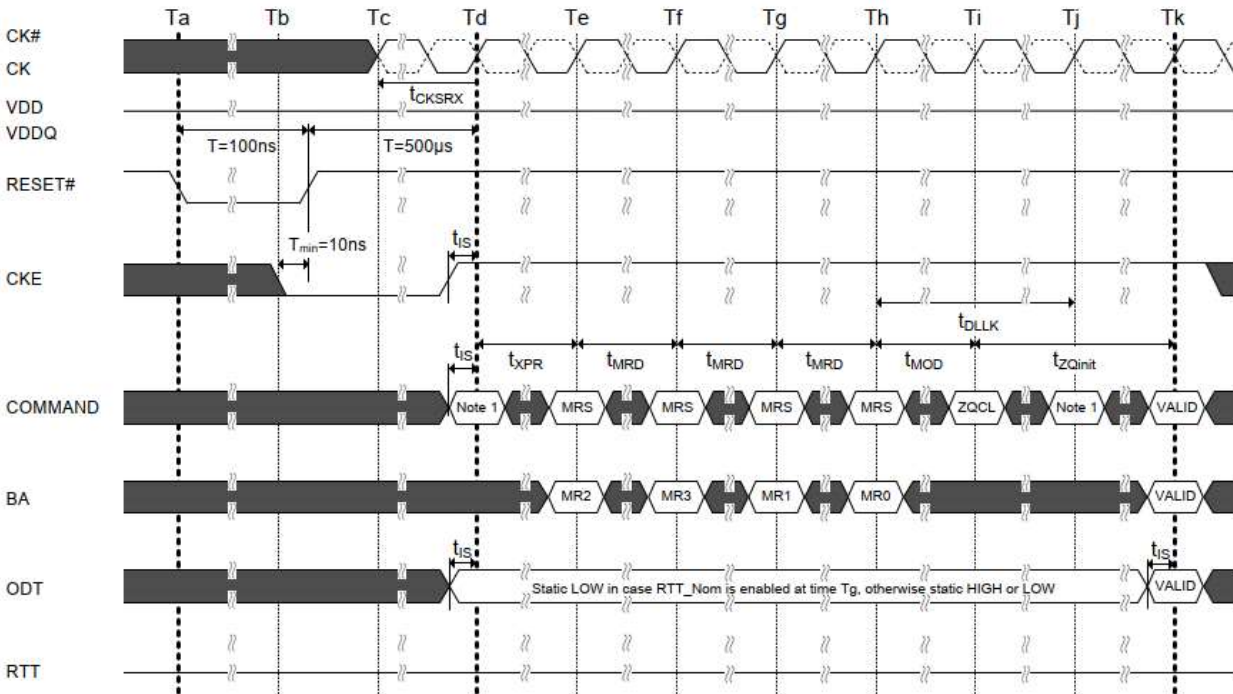 Ta Tb Tc Td Te Tf Tg Th Ti Tj Tk
CK#
CK
tCKSRX
VDD
VDDQ
T=100ns T=500µs
RESET#
Tmin=10ns tIS
CKE
tDLLK
tIS tXPR tMRD tMRD tMRD tMOD tZQinit
COMMAND Note 1 MRS MRS MRS MRS ZQCL Note 1 VALID
BA MR2 MR3 MR1 MR0 VALID
tIS tIS
ODT Static LOW in case RTT_Nom is enabled at time Tg, otherwise static HIGH or LOW VALID
RTT